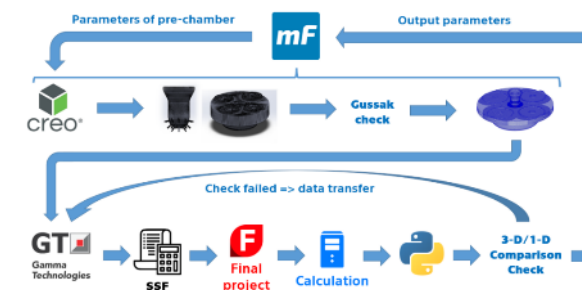 Parameters of pre-chamber
mF
Output parameters
creo®
Gussak
check
Check failed => data transfer
GT
Gamma
Technologies
SSF
F
Final
project
Calculation
3-D/1-D
Comparison
Check